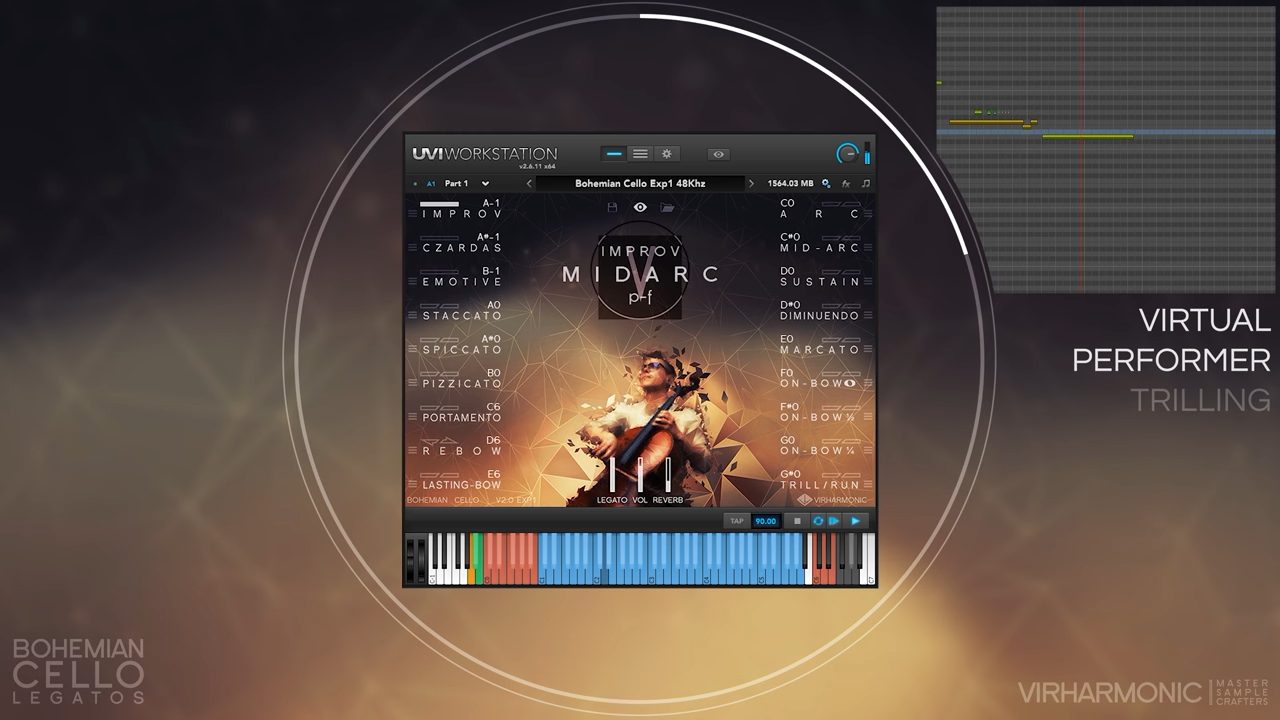 UVIWORKSTATION
v2.6.11 x64
A1 Part 1
Bohemian Cello Exp1 48Khz
1564.03 MB
fx
A-1
IMPROV
A#-1
CZARDAS
B-1
EMOTIVE
A0
STACCATO
A#0
SPICCATO
B0
PIZZICATO
C6
PORTAMENTO
D6
REBOW
E6
LASTING-BOW
BOHEMIAN CELLO V2.0 EXP1
IMPROV
V
MIDARC
p-f
LEGATO VOL REVERB
C0
ARC
C#0
MID-ARC
D0
SUSTAIN
D#0
DIMINUENDO
E0
MARCATO
F0
ON-BOW
F#0
ON-BOW½
G0
ON-BOW¼
G#0
TRILL/RUN
VIRHARMONIC
TAP 90.00
VIRTUAL
PERFORMER
TRILLING
BOHEMIAN
CELLO
LEGATOS
VIRHARMONIC
MASTER
SAMPLE
CRAFTERS